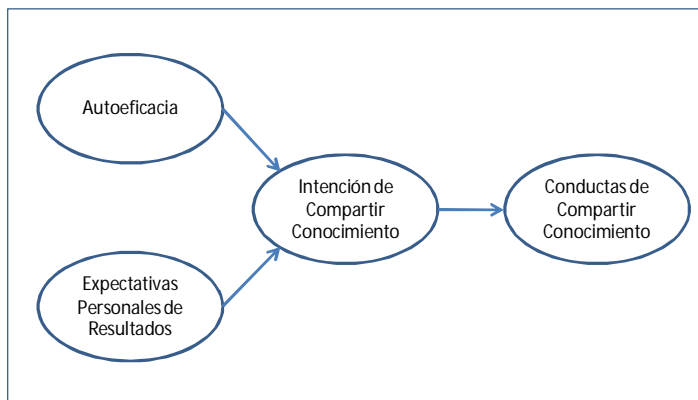 Autoeficacia
Intención de
Compartir
Conocimiento
Conductas de
Compartir
Conocimiento
Expectativas
Personales de
Resultados